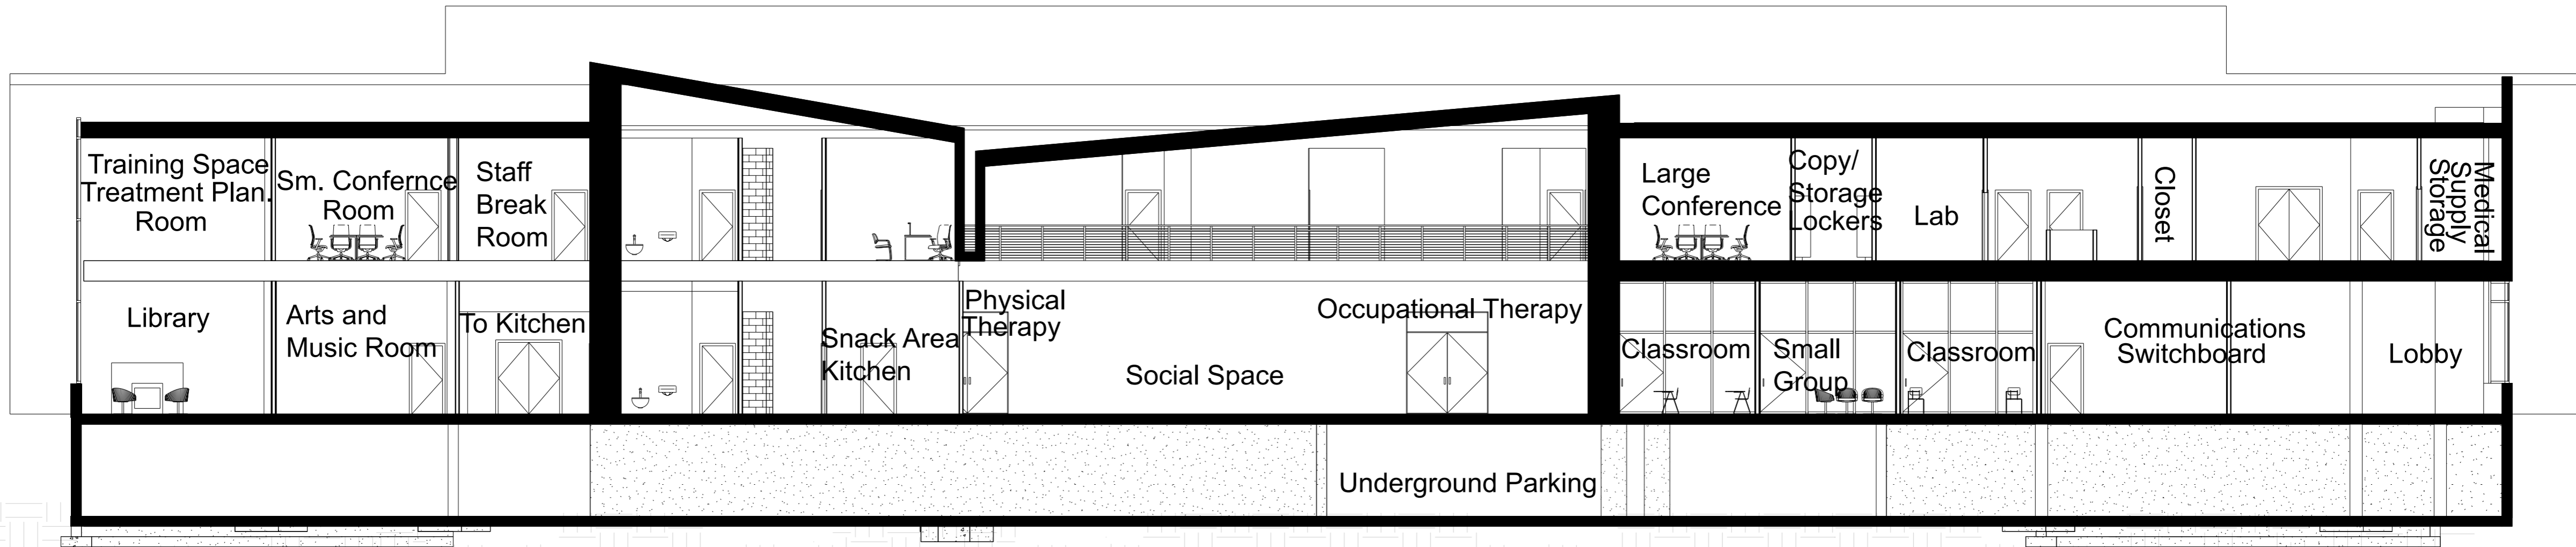 Training Space
Treatment Plan.
Room
Sm. Confernce
Room
Staff
Break
Room
Large
Conference
Copy/
Storage
Lockers
Lab
Closet
Medical
Supply
Storage
Library
Arts and
Music Room
To Kitchen
Snack Area
Kitchen
Physical
Therapy
Social Space
Occupational Therapy
Classroom
Small
Group
Classroom
Communications
Switchboard
Lobby
Underground Parking